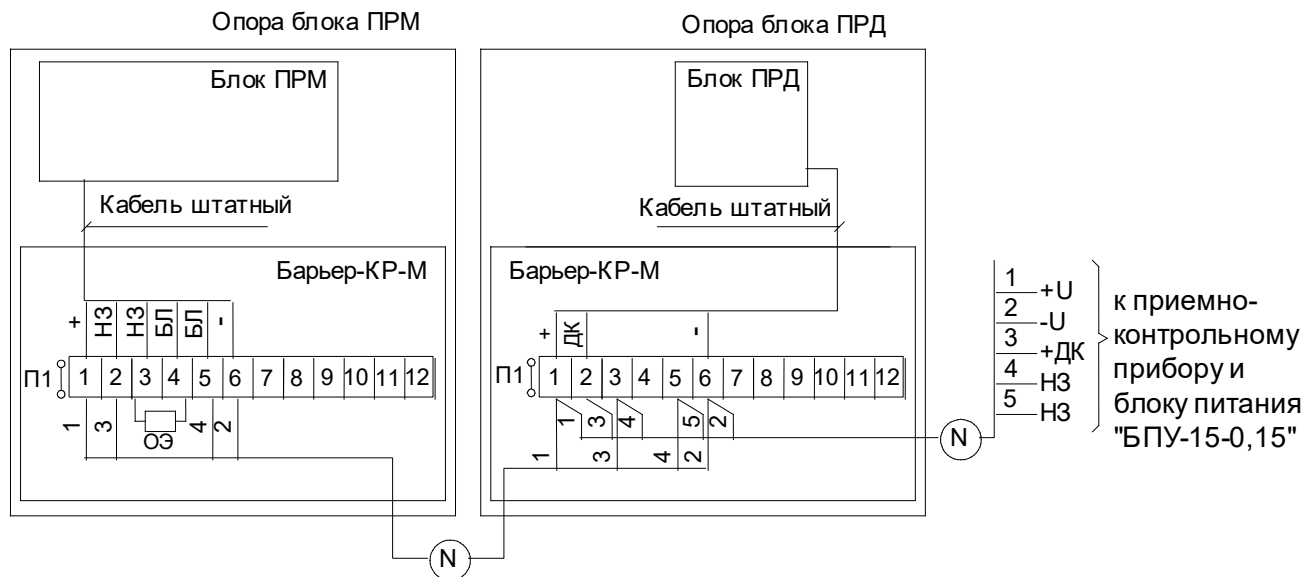 Опора блока ПРМ
Опора блока ПРД
Блок ПРМ
Блок ПРД
Кабель штатный
Кабель штатный
Барьер-КР-М
Барьер-КР-М
+ НЗ НЗ БЛ БЛ -
+ ДК -
П1 1 2 3 4 5 6 7 8 9 10 11 12
П1 1 2 3 4 5 6 7 8 9 10 11 12
1 3 ОЭ 4 2
1 3 4 5 2
1 3 4 2
N
N
1 +U
2 -U
3 +ДК
4 НЗ
5 НЗ
к приемно-
контрольному
прибору и
блоку питания
"БПУ-15-0,15"